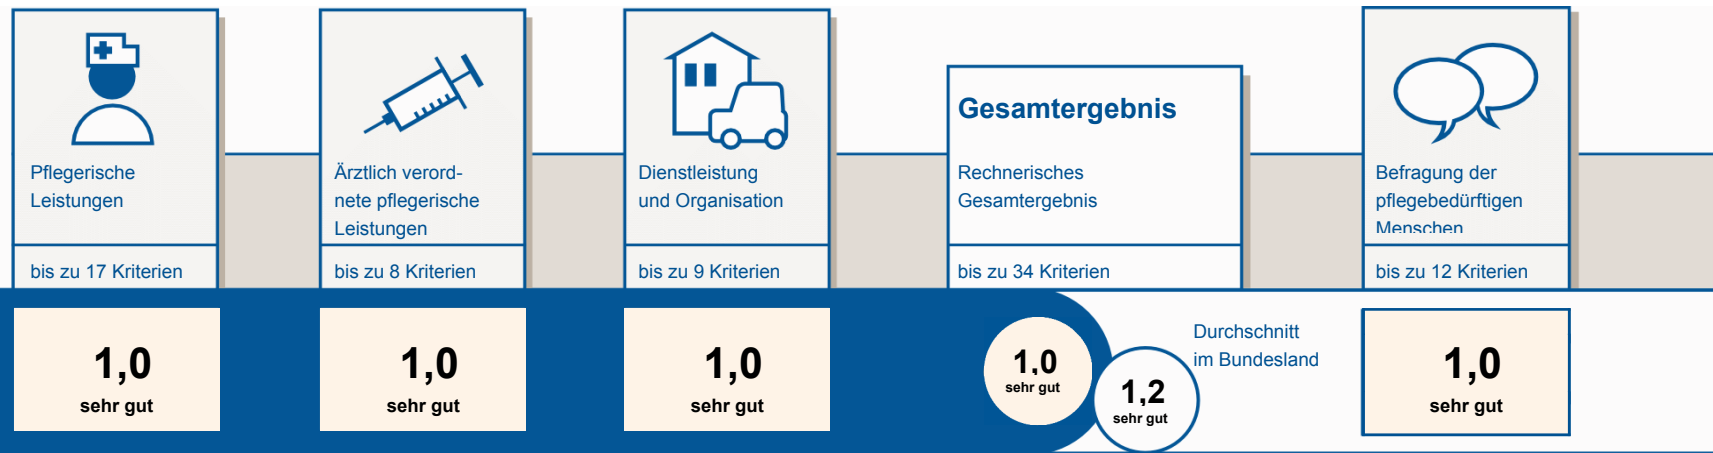 Pflegerische
Leistungen
bis zu 17 Kriterien
1,0
sehr gut
Ärztlich verord-
nete pflegerische
Leistungen
bis zu 8 Kriterien
1,0
sehr gut
Dienstleistung
und Organisation
bis zu 9 Kriterien
1,0
sehr gut
Gesamtergebnis
Rechnerisches
Gesamtergebnis
bis zu 34 Kriterien
1,0
sehr gut
1,2
sehr gut
Durchschnitt
im Bundesland
Befragung der
pflegebedürftigen
Menschen
bis zu 12 Kriterien
1,0
sehr gut